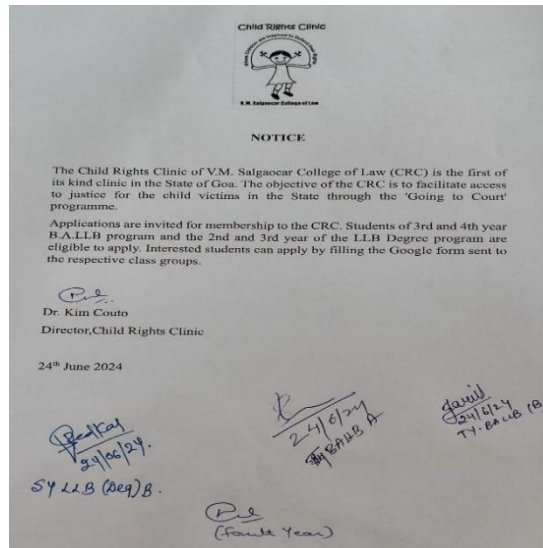 Child Rights Clinic
V.M. Salgaocar College of Law
NOTICE
The Child Rights Clinic of V.M. Salgaocar College of Law (CRC) is the first of
its kind clinic in the State of Goa. The objective of the CRC is to facilitate access
to justice for the child victims in the State through the 'Going to Court'
programme.
Applications are invited for membership to the CRC. Students of 3rd and 4th year
B.A.LLB program and the 2nd and 3rd year of the LLB Degree program are
eligible to apply. Interested students can apply by filling the Google form sent to
the respective class groups.
Dr. Kim Couto
Director,Child Rights Clinic
24th June 2024
24/06/24.
SY LLB (Deg) B.
24/6/24
BALLB A
24/6/24
TY-BALLB (B
(Fourth Year)